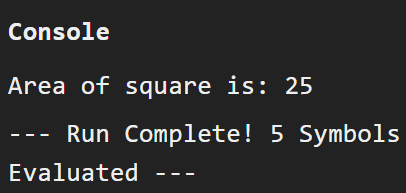 Console
Area of square is: 25
--- Run Complete! 5 Symbols
Evaluated ---